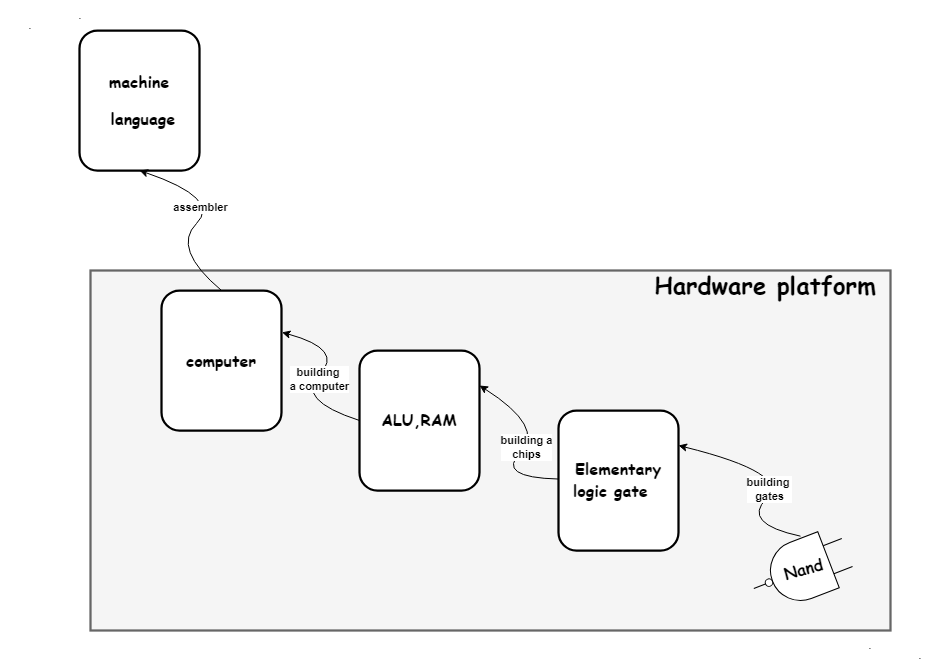 machine
language
assembler
Hardware platform
computer
building
a computer
ALU,RAM
building a
chips
Elementary
logic gate
building
gates
Nand